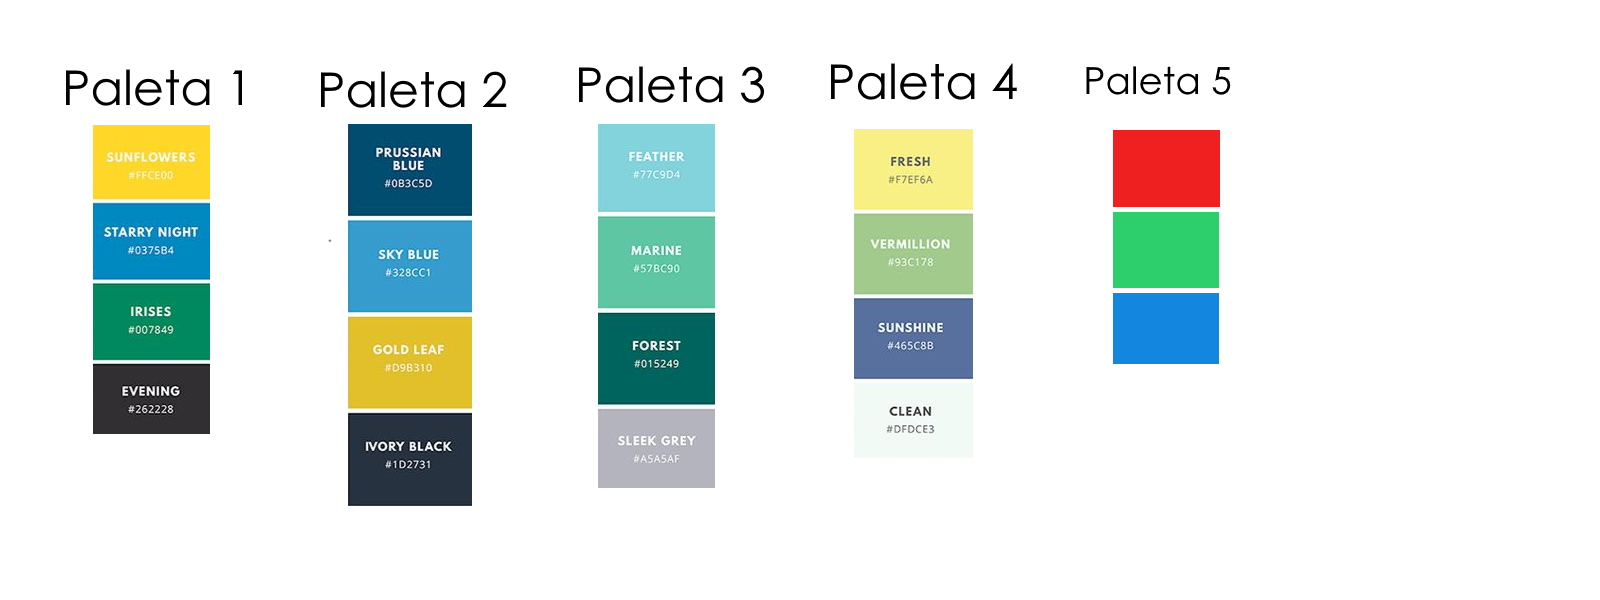 Paleta 1
SUNFLOWERS
#FFCE00
STARRY NIGHT
#0375B4
IRISES
#007849
EVENING
#262228
Paleta 2
PRUSSIAN
BLUE
#0B3C5D
SKY BLUE
#328CC1
GOLD LEAF
#D9B310
IVORY BLACK
#1D2731
Paleta 3
FEATHER
#77C9D4
MARINE
#57BC90
FOREST
#015249
SLEEK GREY
#A5A5AF
Paleta 4
FRESH
#F7EF6A
VERMILLION
#93C178
SUNSHINE
#465C8B
CLEAN
#DFDCE3
Paleta 5